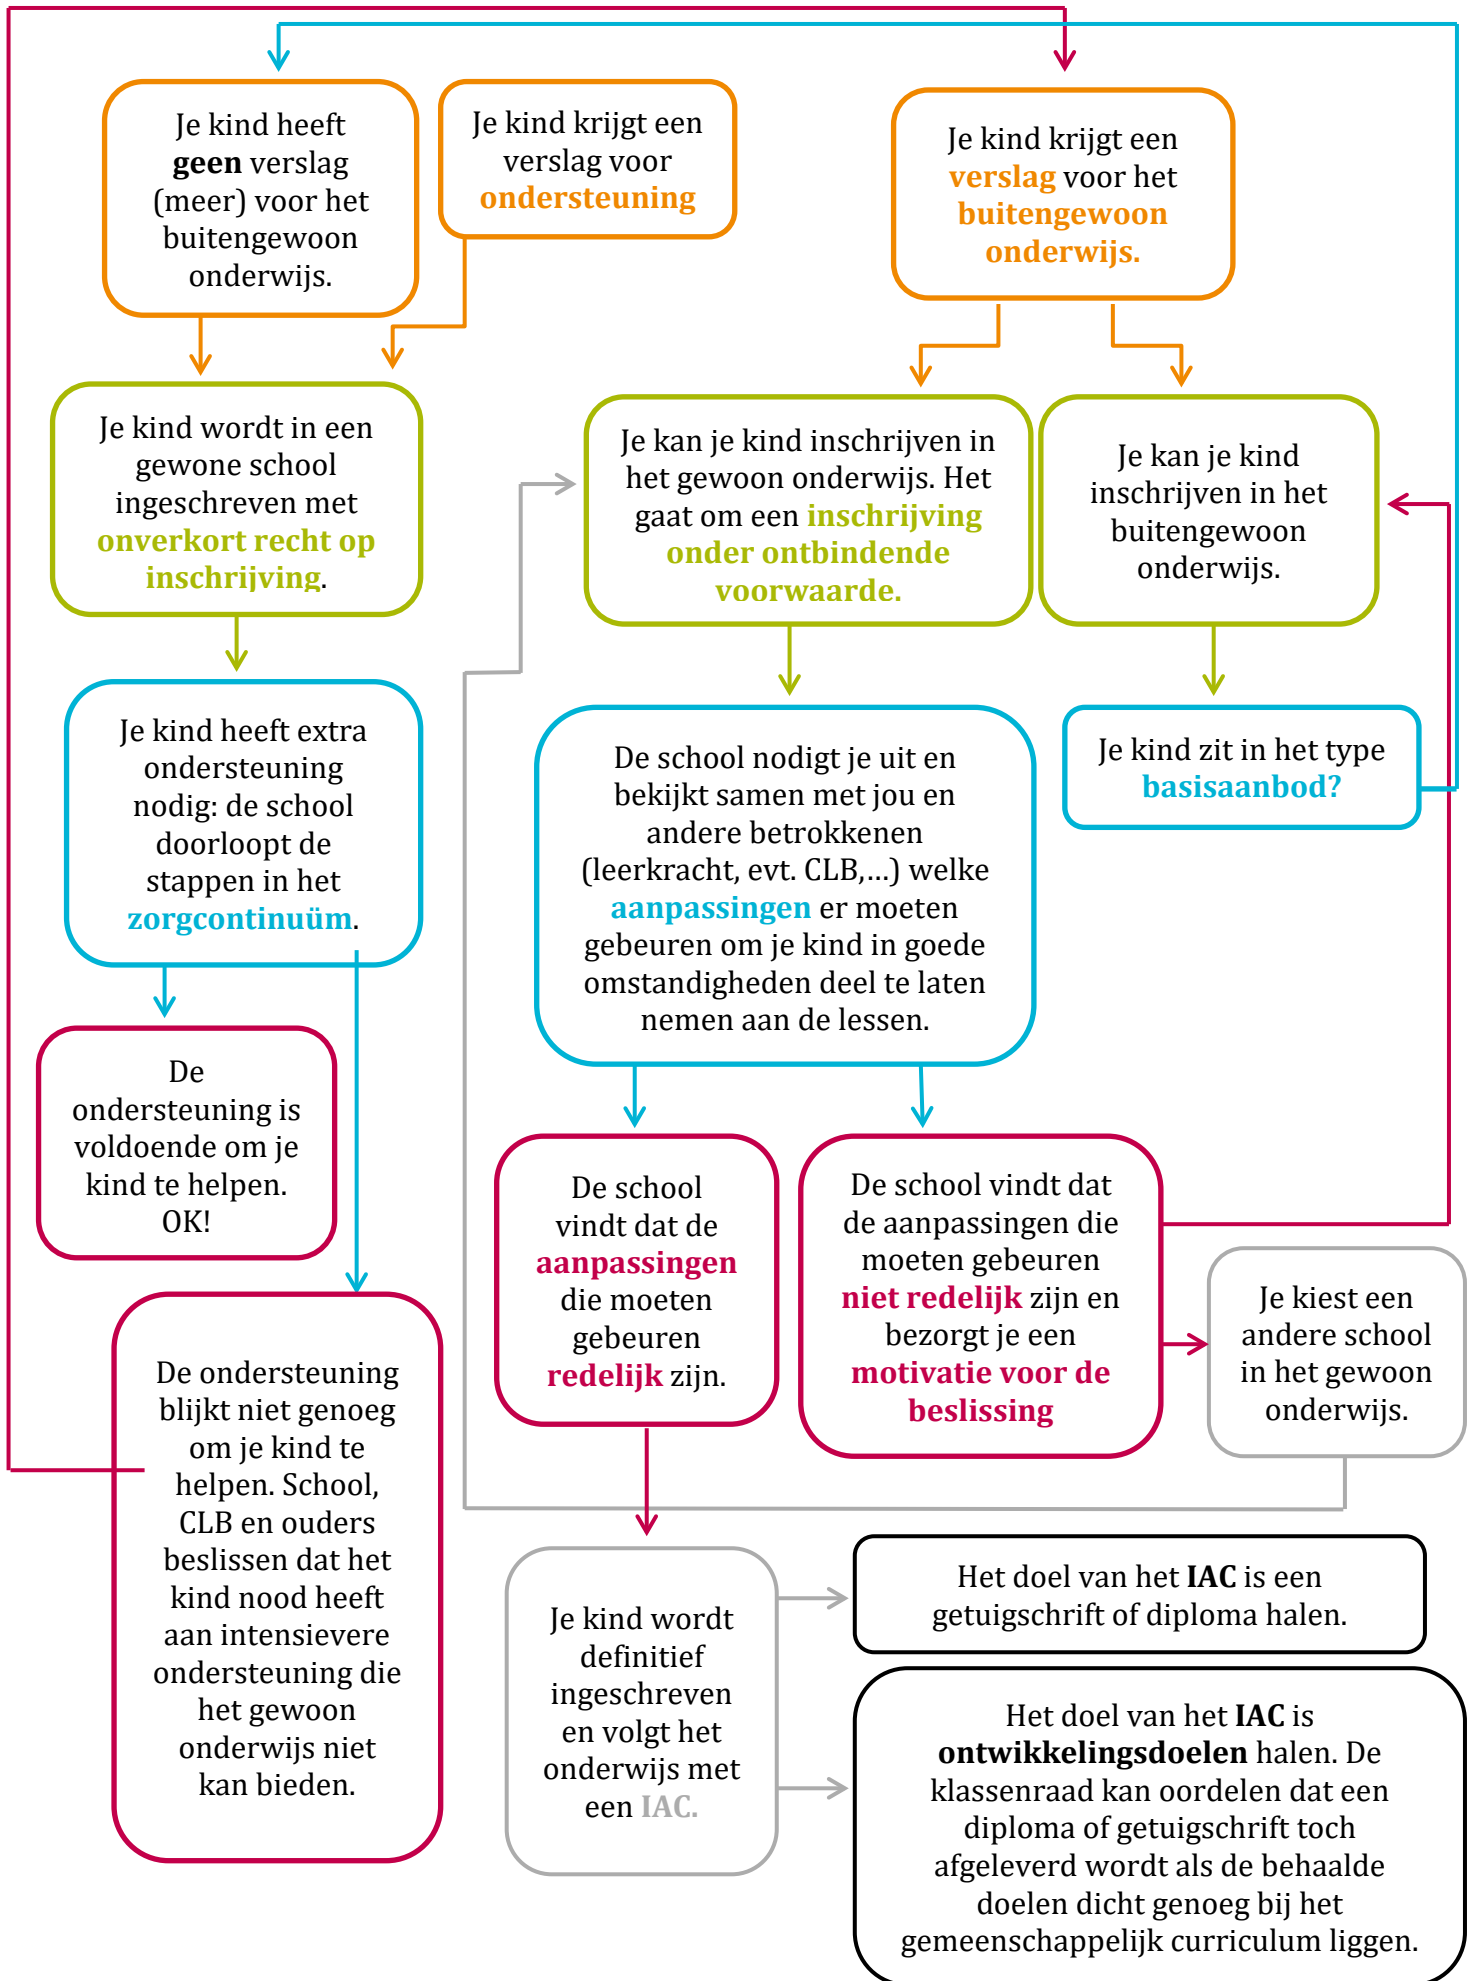 Je kind heeft
geen verslag
(meer) voor het
buitengewoon
onderwijs.
Je kind krijgt een
verslag voor
ondersteuning
Je kind krijgt een
verslag voor het
buitengewoon
onderwijs.
Je kind wordt in een
gewone school
ingeschreven met
onverkort recht op
inschrijving.
Je kan je kind inschrijven in
het gewoon onderwijs. Het
gaat om een inschrijving
onder ontbindende
voorwaarde.
Je kan je kind
inschrijven in het
buitengewoon
onderwijs.
Je kind heeft extra
ondersteuning
nodig: de school
doorloopt de
stappen in het
zorgcontinuüm.
De school nodigt je uit en
bekijkt samen met jou en
andere betrokkenen
(leerkracht, evt. CLB,…) welke
aanpassingen er moeten
gebeuren om je kind in goede
omstandigheden deel te laten
nemen aan de lessen.
Je kind zit in het type
basisaanbod?
De
ondersteuning is
voldoende om je
kind te helpen.
OK!
De school
vindt dat de
aanpassingen
die moeten
gebeuren
redelijk zijn.
De school vindt dat
de aanpassingen die
moeten gebeuren
niet redelijk zijn en
bezorgt je een
motivatie voor de
beslissing
Je kiest een
andere school
in het gewoon
onderwijs.
De ondersteuning
blijkt niet genoeg
om je kind te
helpen. School,
CLB en ouders
beslissen dat het
kind nood heeft
aan intensievere
ondersteuning die
het gewoon
onderwijs niet
kan bieden.
Je kind wordt
definitief
ingeschreven
en volgt het
onderwijs met
een IAC.
Het doel van het IAC is een
getuigschrift of diploma halen.
Het doel van het IAC is
ontwikkelingsdoelen halen. De
klassenraad kan oordelen dat een
diploma of getuigschrift toch
afgeleverd wordt als de behaalde
doelen dicht genoeg bij het
gemeenschappelijk curriculum liggen.